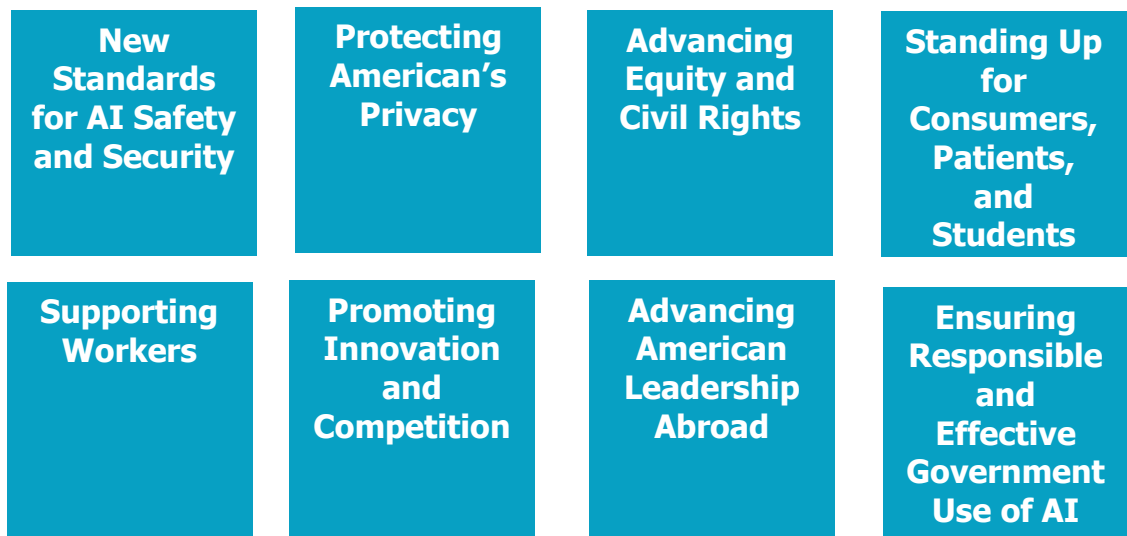 New
Standards
for AI Safety
and Security
Protecting
American’s
Privacy
Advancing
Equity and
Civil Rights
Standing Up
for
Consumers,
Patients,
and
Students
Supporting
Workers
Promoting
Innovation
and
Competition
Advancing
American
Leadership
Abroad
Ensuring
Responsible
and
Effective
Government
Use of AI